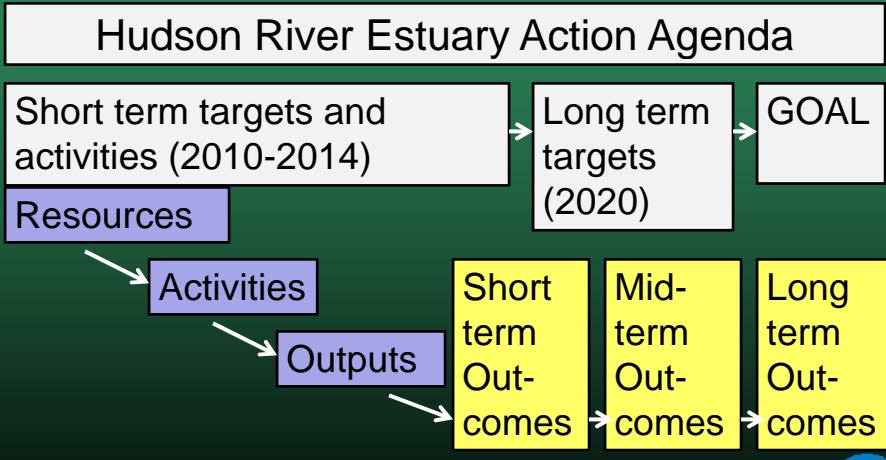 Hudson River Estuary Action Agenda
Short term targets and
activities (2010-2014)
Long term
targets
(2020)
GOAL
Resources
Activities
Outputs
Short
term
Out-
comes
Mid-
term
Out-
comes
Long
term
Out-
comes